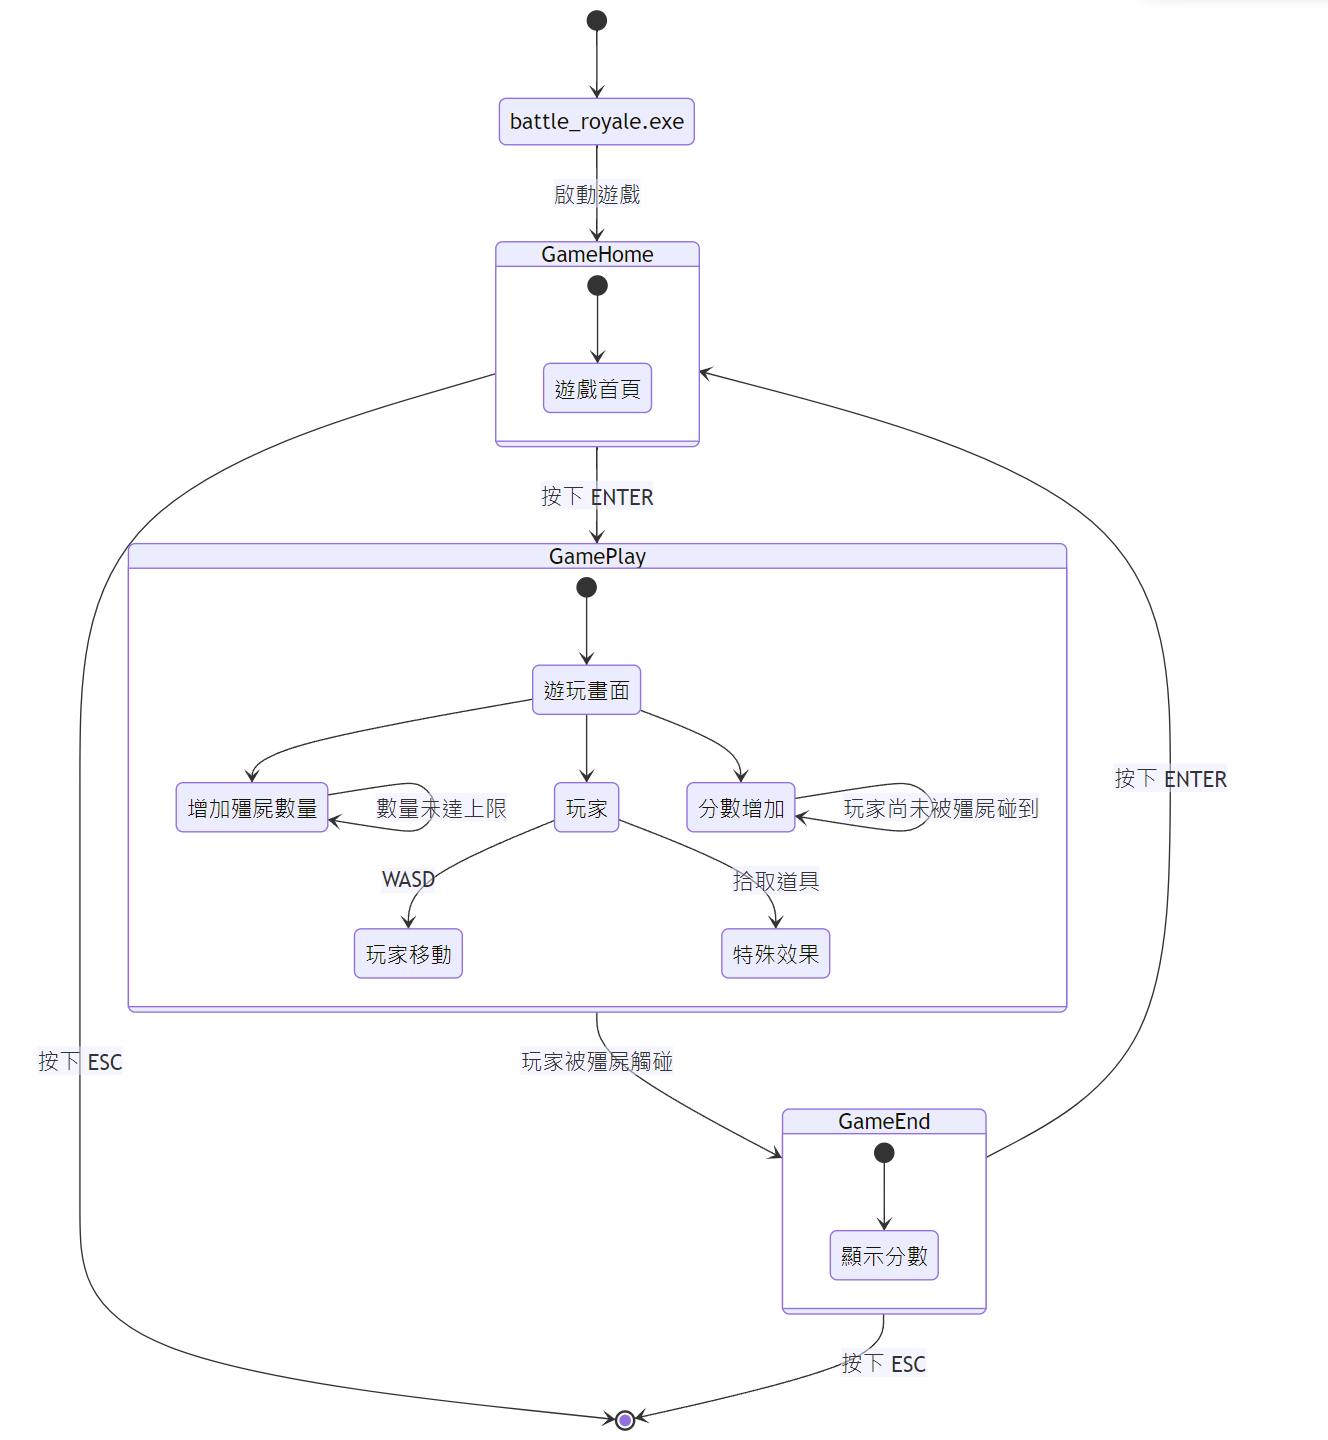 battle_royale.exe
啟動遊戲
GameHome
遊戲首頁
按下 ENTER
GamePlay
遊玩畫面
增加殭屍數量
數量未達上限
玩家
分數增加
玩家尚未被殭屍碰到
按下 ENTER
WASD
拾取道具
玩家移動
特殊效果
按下 ESC
玩家被殭屍觸碰
GameEnd
顯示分數
按下 ESC